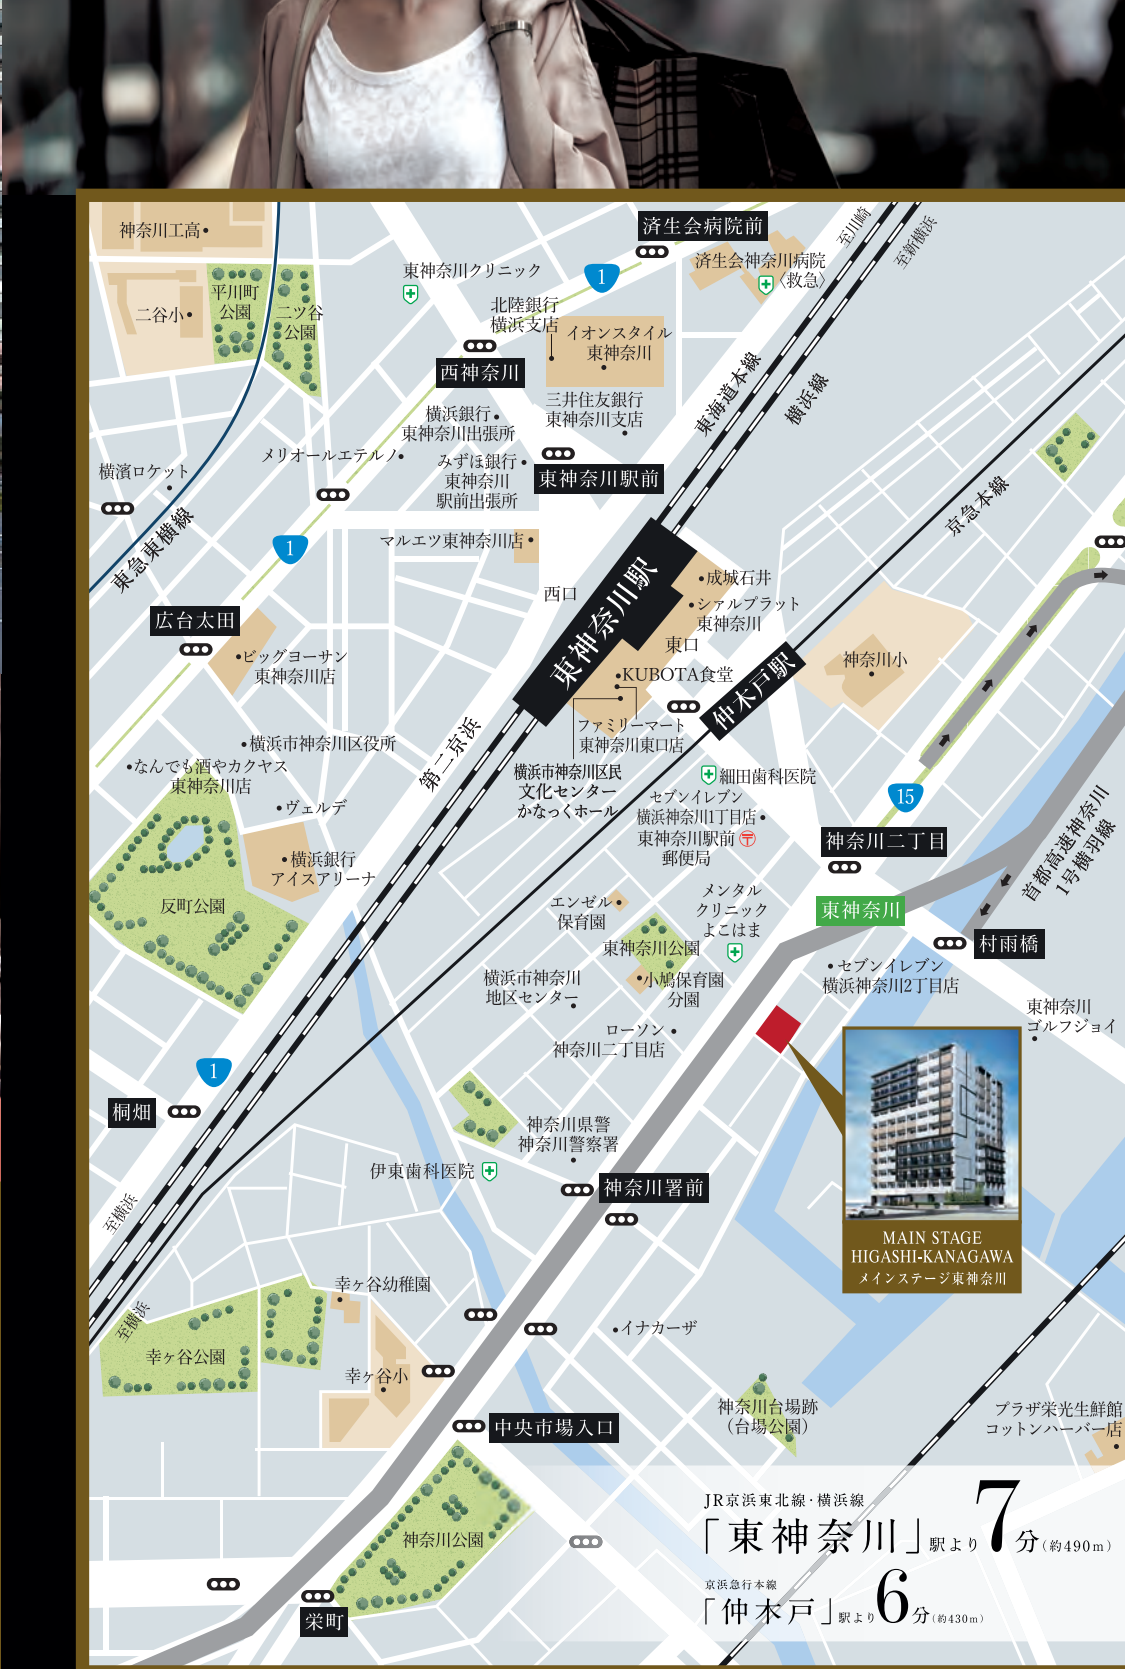 神奈川工高
平川町
公園
二谷小
二ツ谷
公園
東神奈川クリニック
済生会病院前
済生会神奈川病院
〈救急〉
至川崎
至新横浜
1
北陸銀行
横浜支店
イオンスタイル
東神奈川
西神奈川
三井住友銀行
東神奈川支店
横浜銀行
東神奈川出張所
東海道本線
横浜線
メリオールエテルノ
みずほ銀行
東神奈川
駅前出張所
東神奈川駅前
横濱ロケット
東急東横線
1
マルエツ東神奈川店
京急本線
西口
東神奈川駅
成城石井
シァルプラット
東神奈川
東口
広台太田
ビッグヨーサン
東神奈川店
KUBOTA食堂
仲木戸駅
神奈川小
ファミリーマート
東神奈川東口店
横浜市神奈川区役所
第二京浜
なんでも酒やカクヤス
東神奈川店
横浜市神奈川区民
文化センター
かなっくホール
細田歯科医院
セブンイレブン
横浜神奈川1丁目店
東神奈川駅前
郵便局
15
ヴェルデ
神奈川二丁目
首都高速神奈川
1号横羽線
横浜銀行
アイスアリーナ
反町公園
エンゼル
保育園
メンタル
クリニック
よこはま
東神奈川
村雨橋
東神奈川公園
小鳩保育園
分園
セブンイレブン
横浜神奈川2丁目店
横浜市神奈川
地区センター
ローソン
神奈川二丁目店
東神奈川
ゴルフジョイ
1
桐畑
神奈川県警
神奈川警察署
伊東歯科医院
神奈川署前
至横浜
MAIN STAGE
HIGASHI-KANAGAWA
メインステージ東神奈川
至横浜
幸ヶ谷幼稚園
幸ヶ谷公園
幸ヶ谷小
イナカーザ
神奈川台場跡
（台場公園）
中央市場入口
プラザ栄光生鮮館
コットンハーバー店
神奈川公園
栄町
JR京浜東北線・横浜線
「東神奈川」駅より7分（約490m）
京浜急行本線
「仲木戸」駅より6分（約430m）